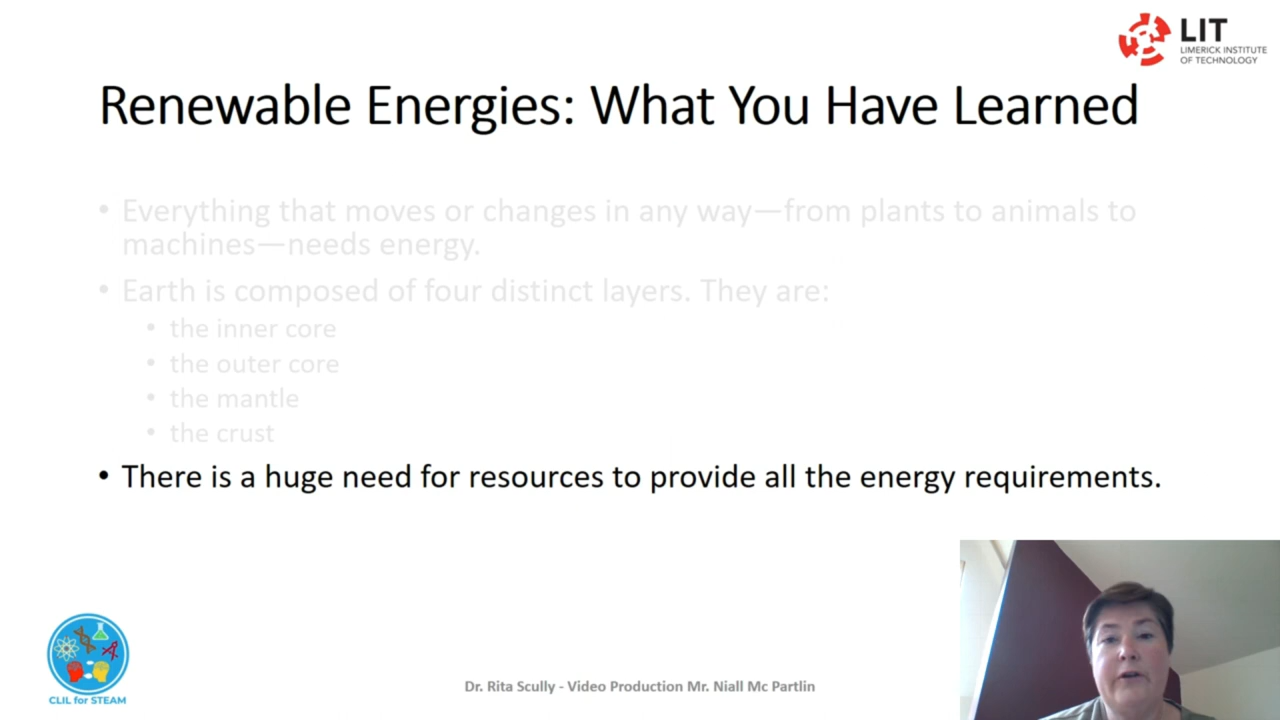 LIT
LIMERICK INSTITUTE
OF TECHNOLOGY
Renewable Energies: What You Have Learned
• Everything that moves or changes in any way—from plants to animals to
machines—needs energy.
• Earth is composed of four distinct layers. They are:
• the inner core
• the outer core
• the mantle
• the crust
• There is a huge need for resources to provide all the energy requirements.
CLIL for STEAM
Dr. Rita Scully - Video Production Mr. Niall Mc Partlin